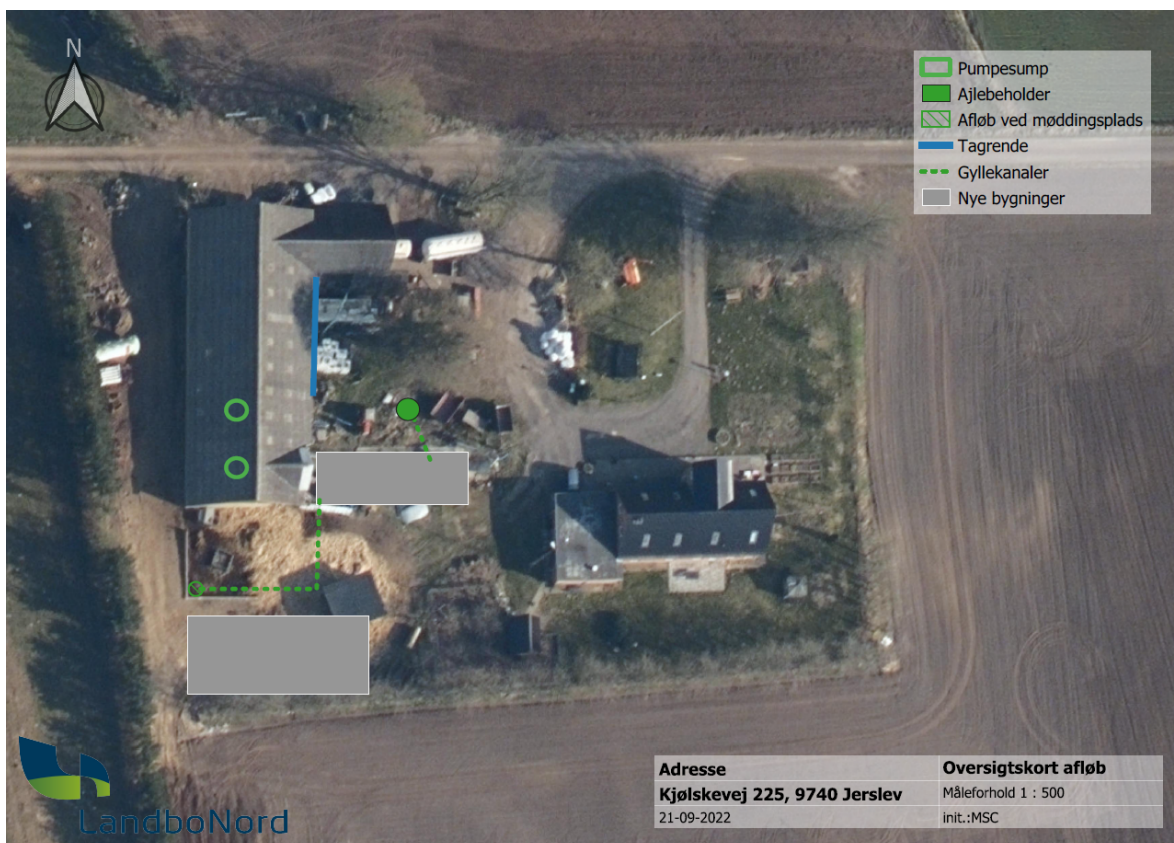 N
Pumpesump
Ajlebeholder
Afløb ved møddingsplads
Tagrende
Gyllekanaler
Nye bygninger
Adresse
Kjølskevej 225, 9740 Jerslev
21-09-2022
Oversigtskort afløb
Måleforhold 1 : 500
init.:MSC
LandboNord